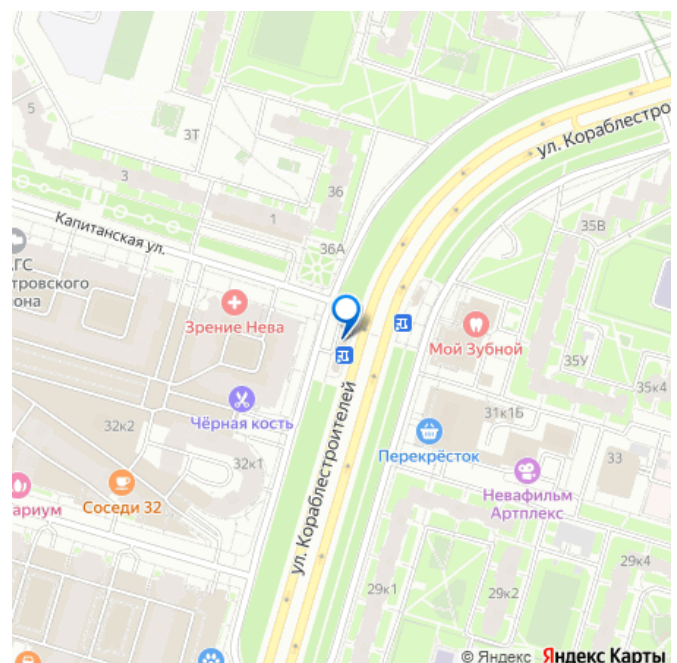 5
3Т
ул. Кораблестро
3
36
1
35В
Капитанская ул.
36А
ГС
тровского
она
Зрение Нева
Мой Зубной
35У
35к4
31к1Б
Чёрная кость
32к2
Перекрёсток
32к1
33
Невафильм
Артплекс
гариум
Соседи 32
ул. Кораблестроителей
29к4
29к1
29к2
© Яндекс Яндекс Карты